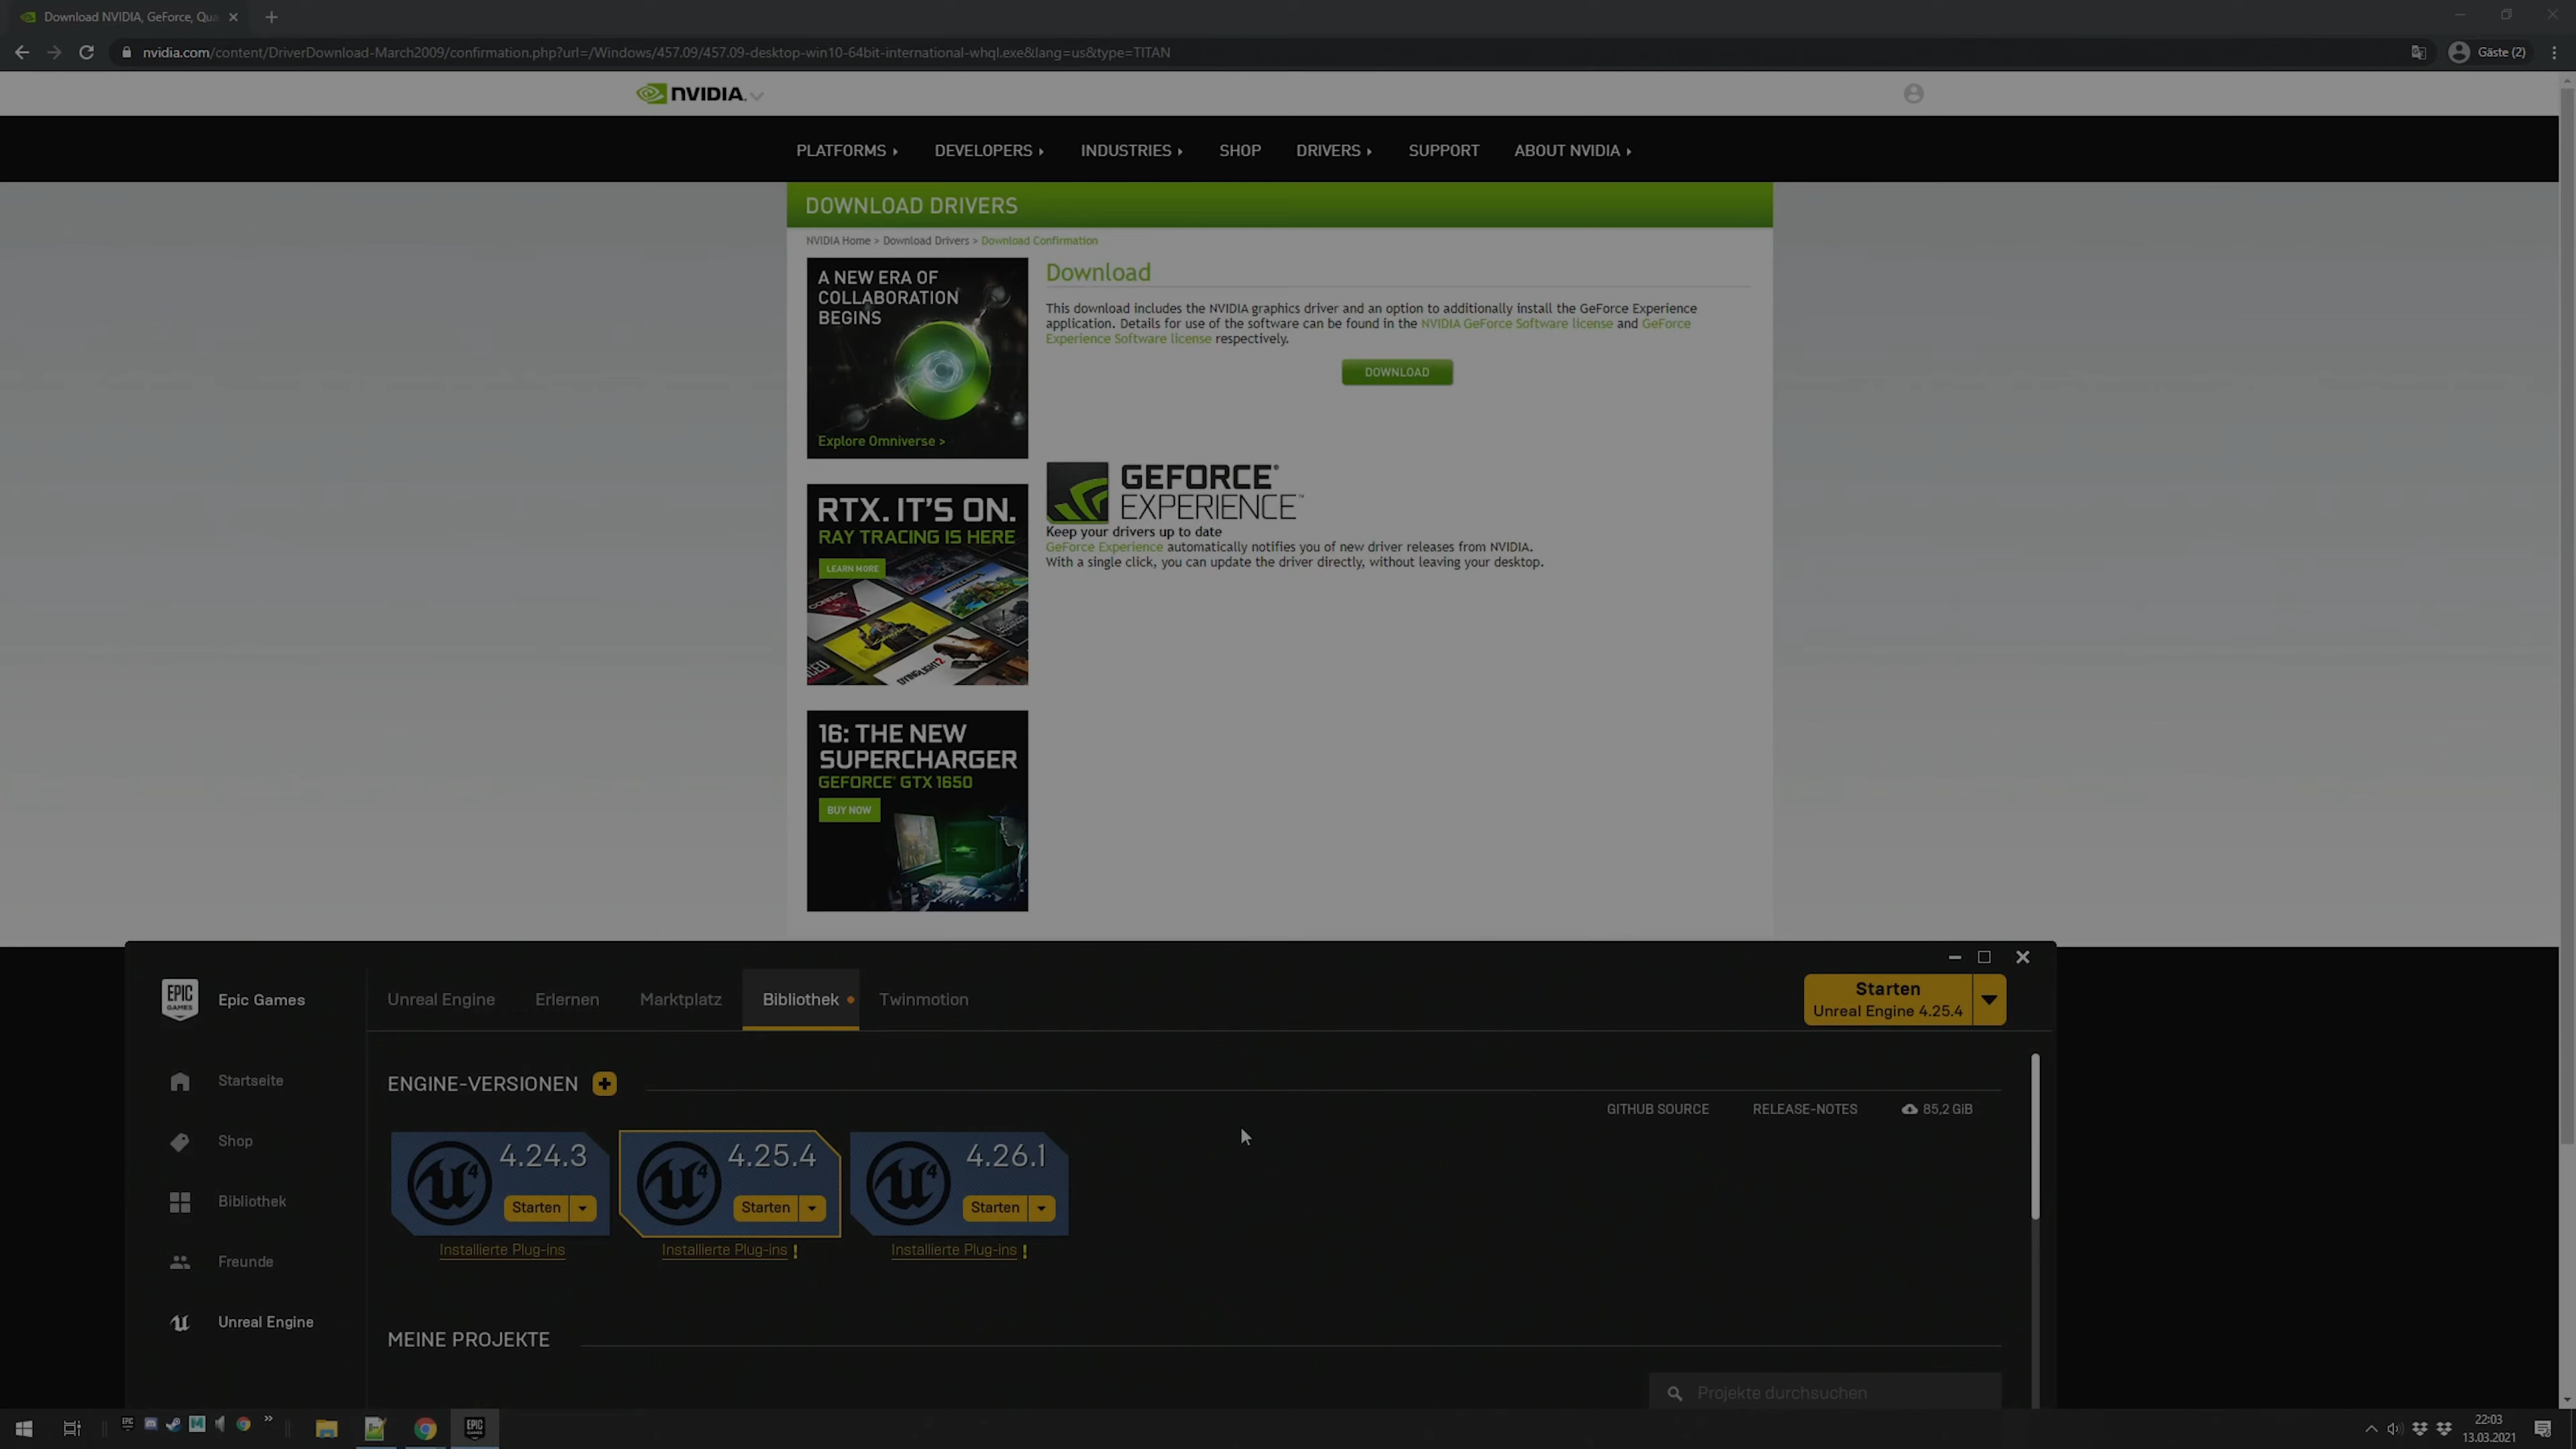 Download NVIDIA, GeForce, Qua
nvidia.com/content/DriverDownload-March2009/confirmation.php?url=/Windows/457.09/457.09-desktop-win10-64bit-international-whql.exe&lang=us&type=TITAN
Gäste (2)
NVIDIA.
PLATFORMS
DEVELOPERS
INDUSTRIES
SHOP
DRIVERS
SUPPORT
ABOUT NVIDIA
DOWNLOAD DRIVERS
NVIDIA Home > Download Drivers > Download Confirmation
A NEW ERA OF
COLLABORATION
BEGINS
Explore Omniverse >
Download
This download includes the NVIDIA graphics driver and an option to additionally install the GeForce Experience
application. Details for use of the software can be found in the NVIDIA GeForce Software license and GeForce
Experience Software license respectively.
DOWNLOAD
GEFORCE®
EXPERIENCE™
Keep your drivers up to date
GeForce Experience automatically notifies you of new driver releases from NVIDIA.
With a single click, you can update the driver directly, without leaving your desktop.
RTX. IT'S ON.
RAY TRACING IS HERE
LEARN MORE
CONTROL
DYING LIGHT 2
16: THE NEW
SUPERCHARGER
GEFORCE® GTX 1650
BUY NOW
EPIC
GAMES
Epic Games
Unreal Engine
Erlernen
Marktplatz
Bibliothek
Twinmotion
Starten
Unreal Engine 4.25.4
Startseite
Shop
Bibliothek
Freunde
Unreal Engine
ENGINE-VERSIONEN
GITHUB SOURCE
RELEASE-NOTES
85,2 GIB
4.24.3
Starten
Installierte Plug-ins
4.25.4
Starten
Installierte Plug-ins !
4.26.1
Starten
Installierte Plug-ins !
MEINE PROJEKTE
Projekte durchsuchen
22:03
13.03.2021